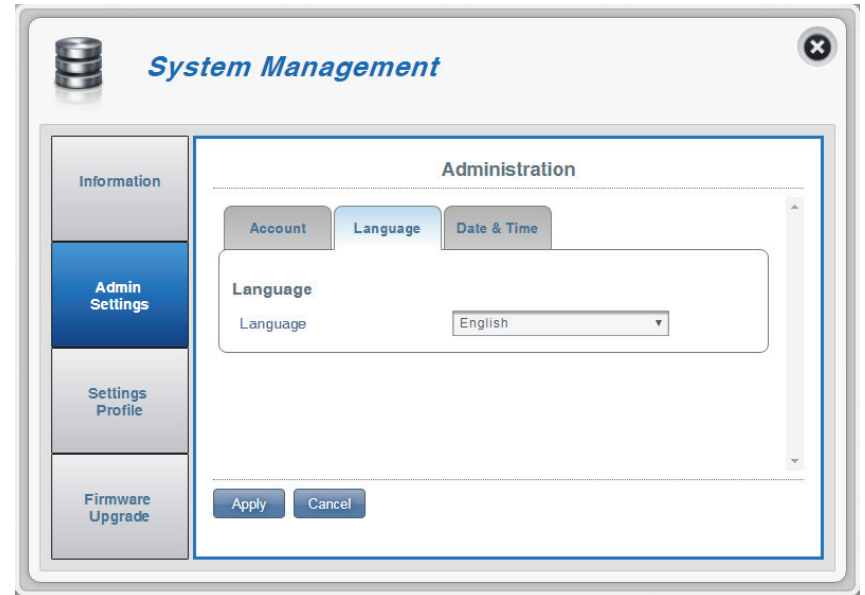 System Management
Information
Admin
Settings
Settings
Profile
Firmware
Upgrade
Administration
Account Language Date & Time
Language
Language English
Apply Cancel